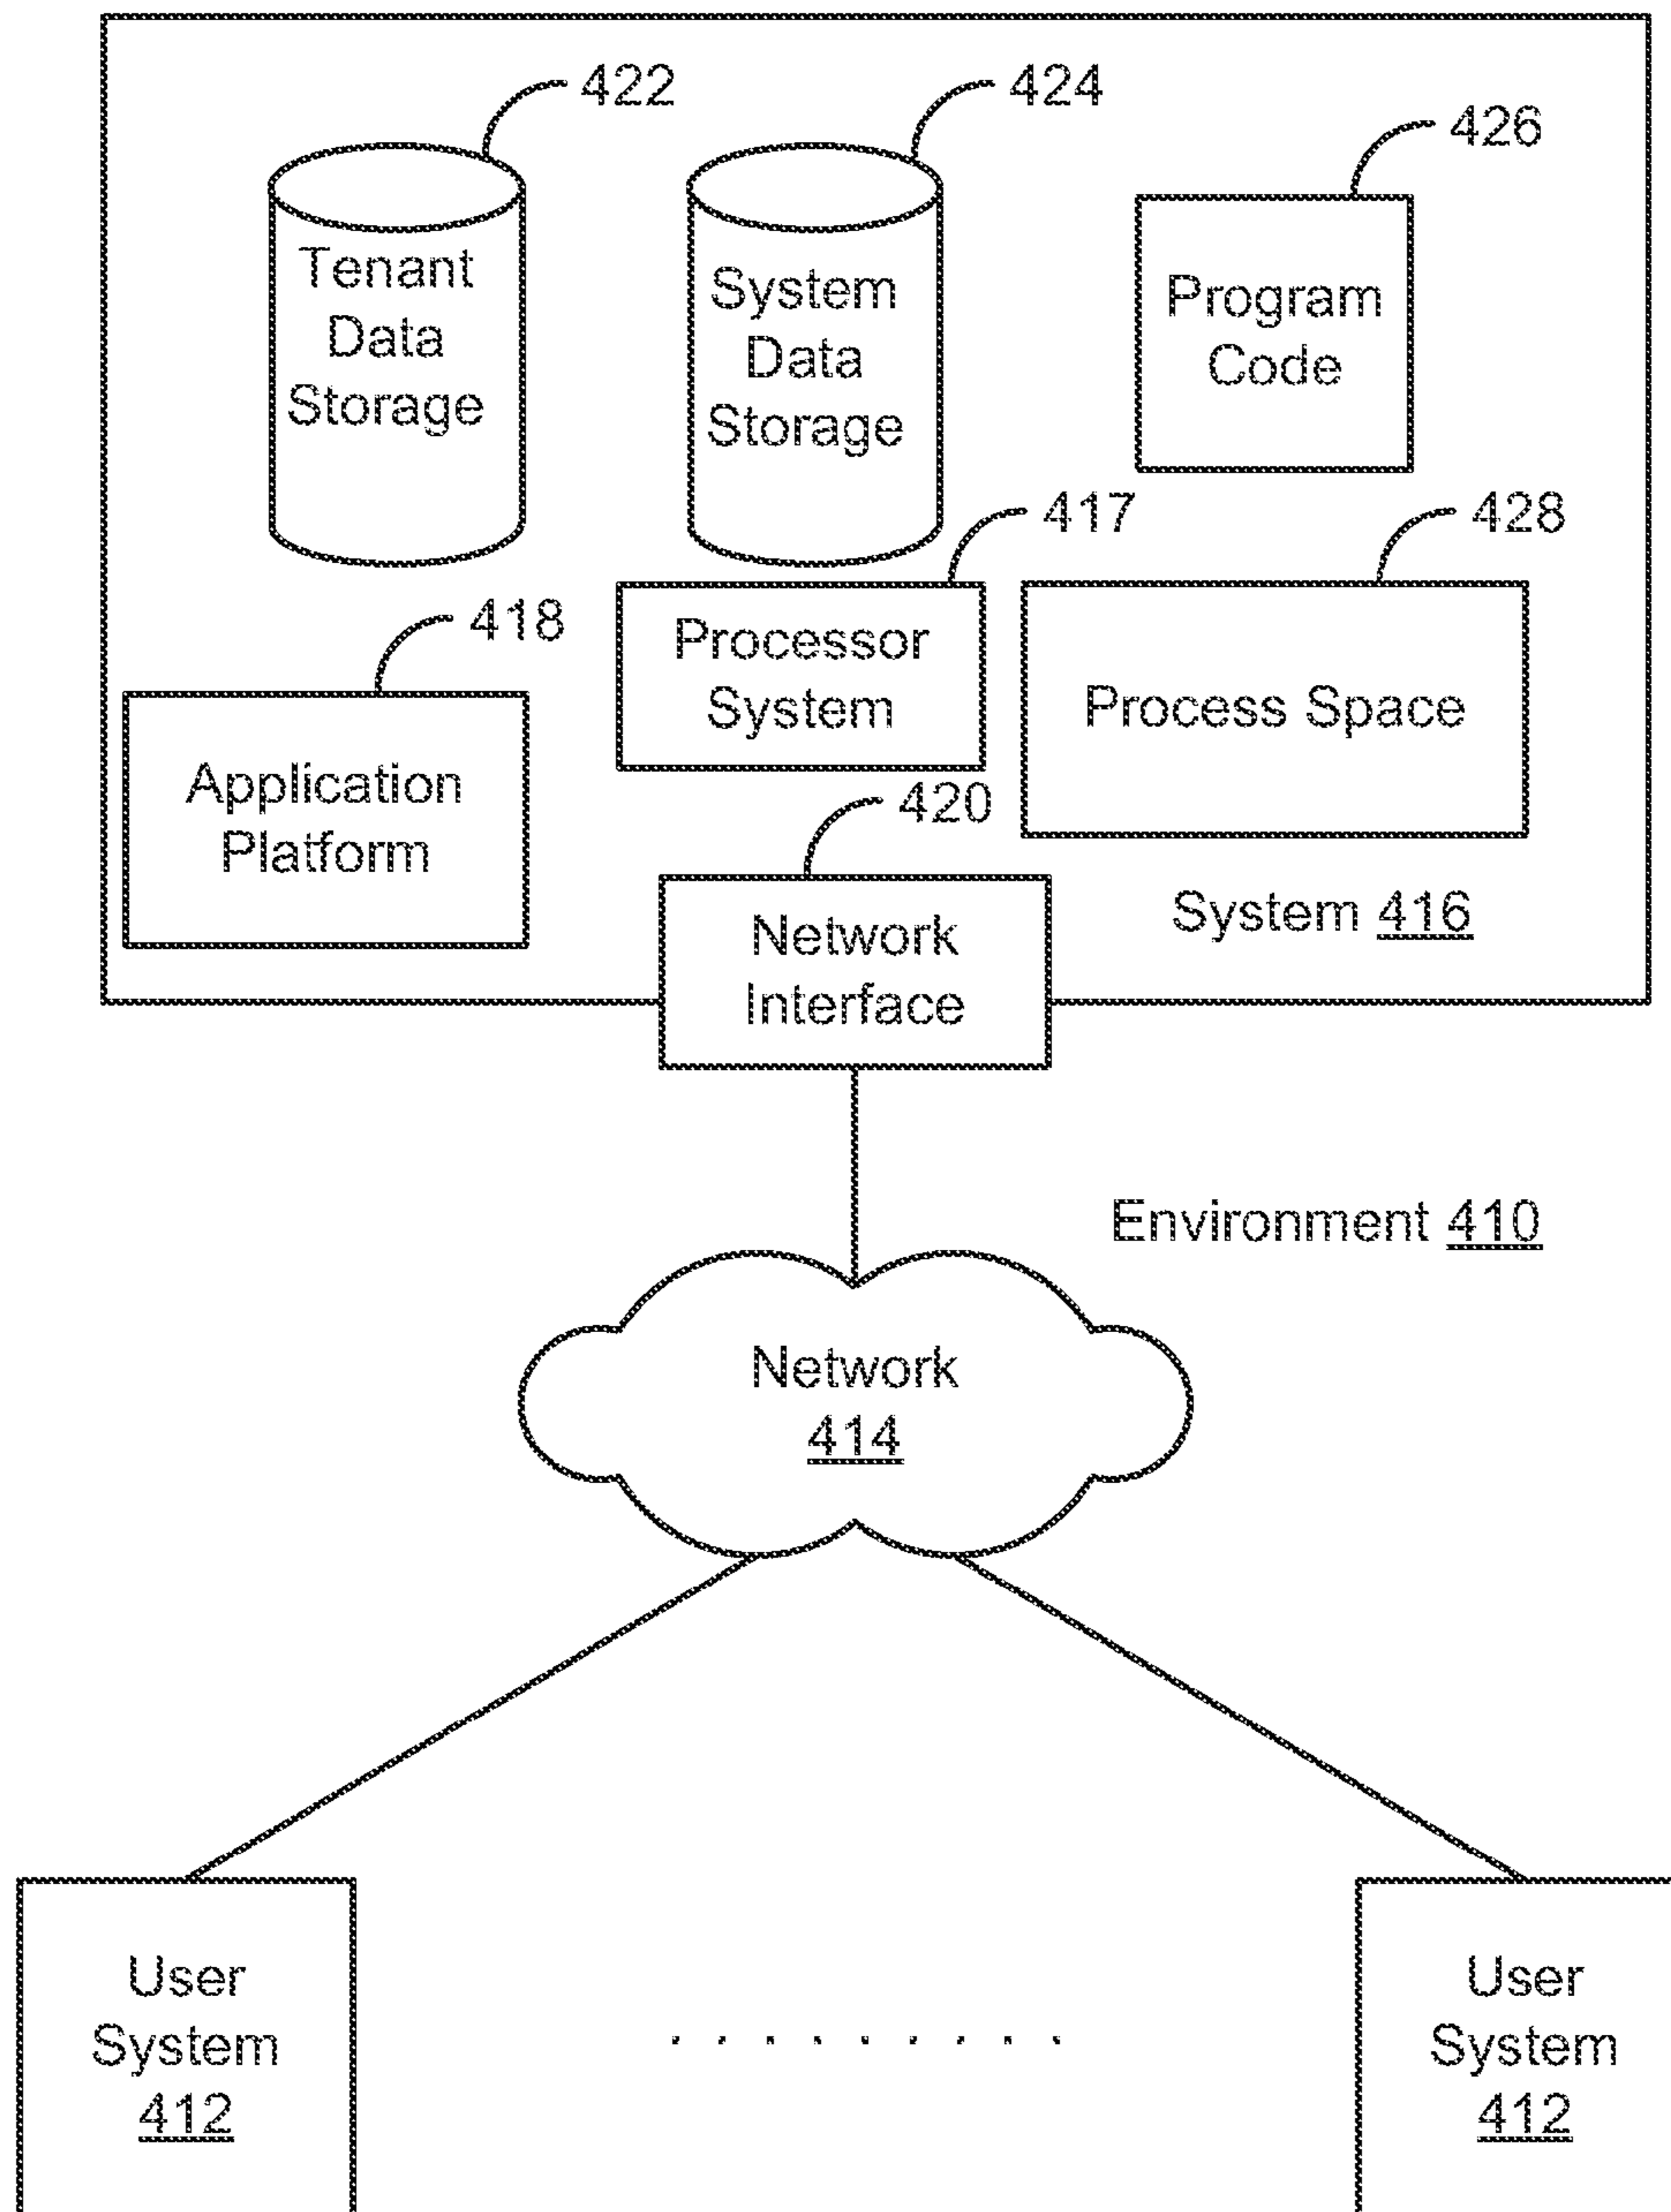 422
424
426
Tenant
Data
Storage
System
Data
Storage
Program
Code
417
428
418
Processor
System
Process Space
Application
Platform
420
Network
Interface
System 416
Environment 410
Network
414
User
System
412
User
System
412